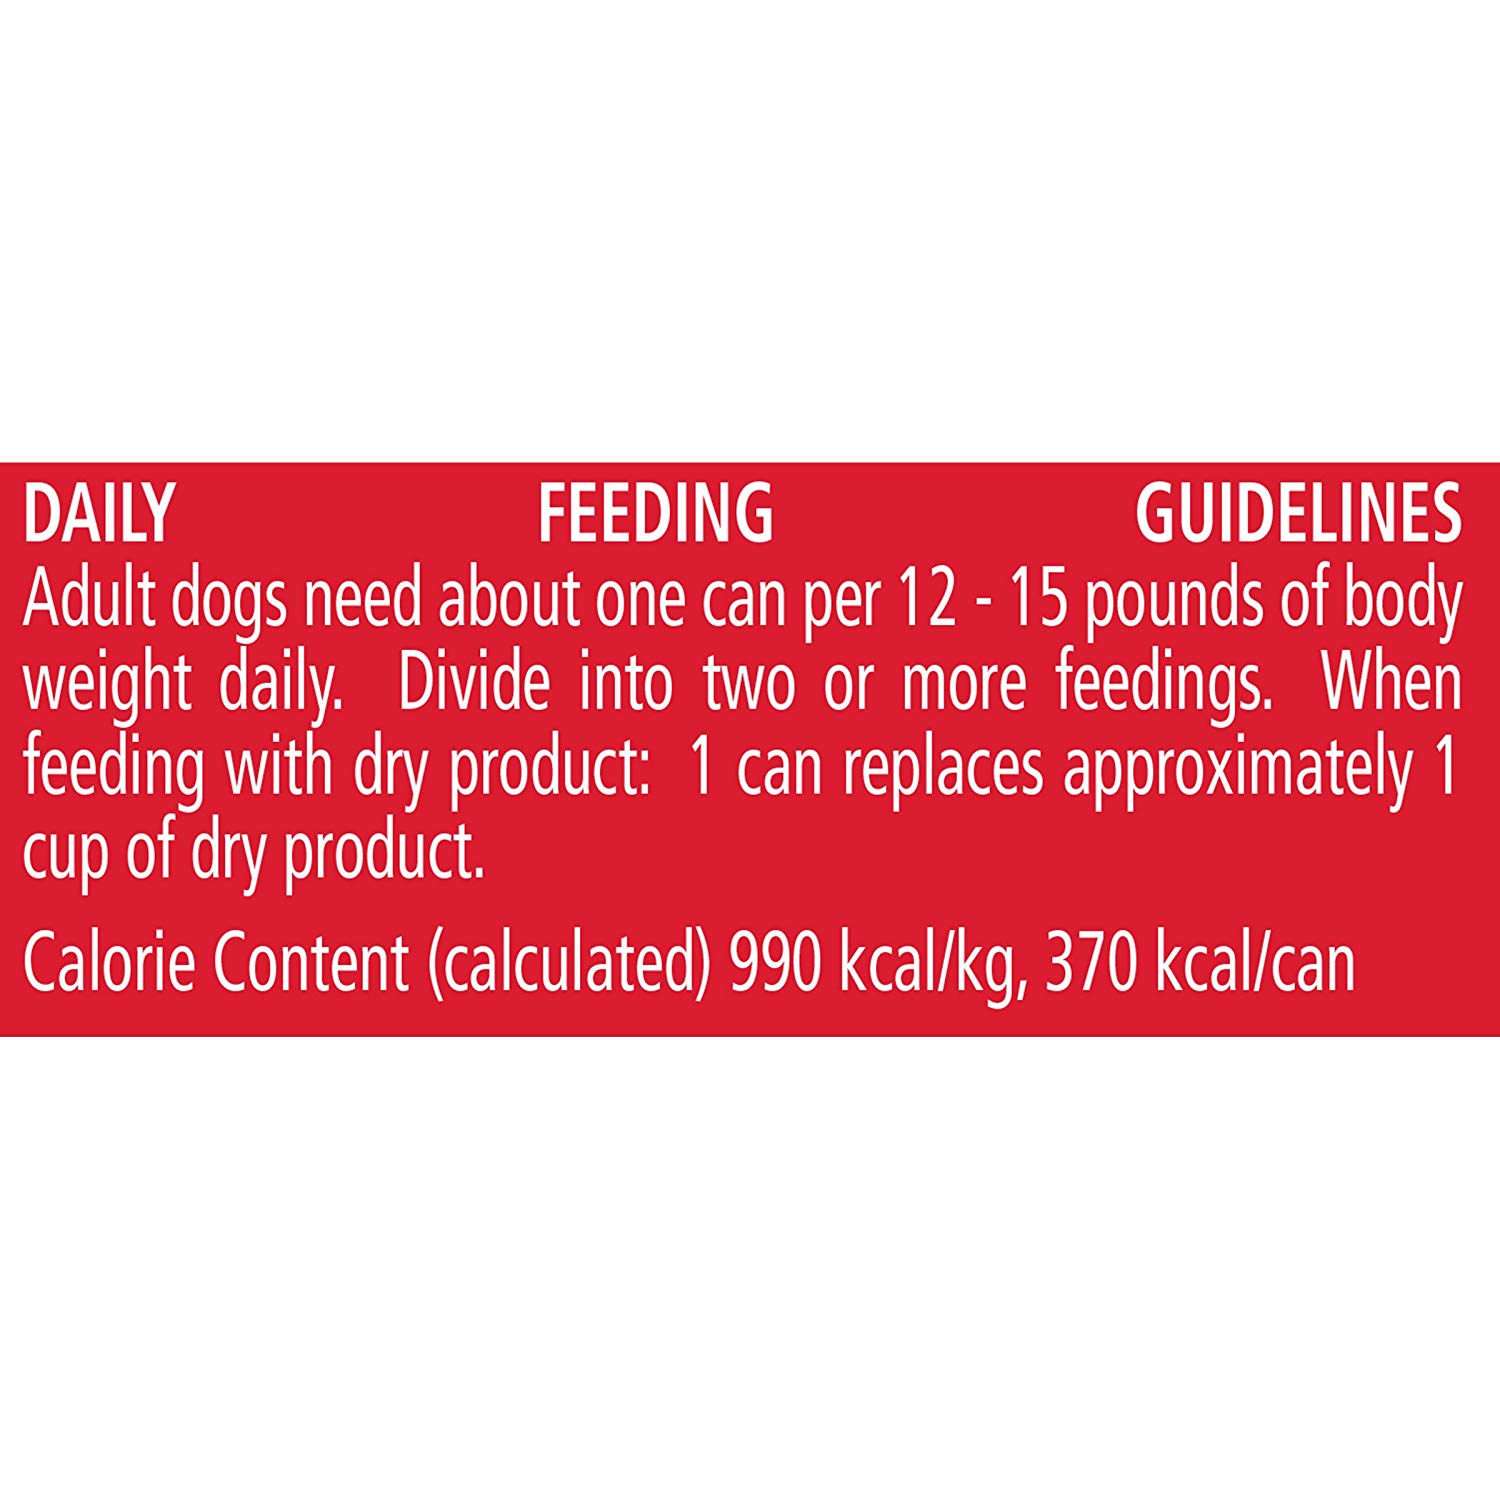 DAILY FEEDING GUIDELINES
Adult dogs need about one can per 12 - 15 pounds of body
weight daily. Divide into two or more feedings. When
feeding with dry product: 1 can replaces approximately 1
cup of dry product.
Calorie Content (calculated) 990 kcal/kg, 370 kcal/can